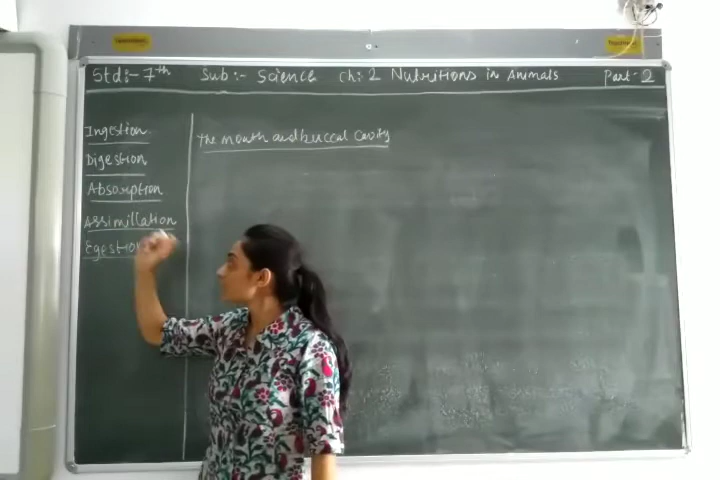 Std:- 7th Sub :- Science Ch: 2 Nutritions in Animals Part- 2
Ingestion
Digestion
Absorption
Assimillation
Egestion
The mouth and buccal Cavity